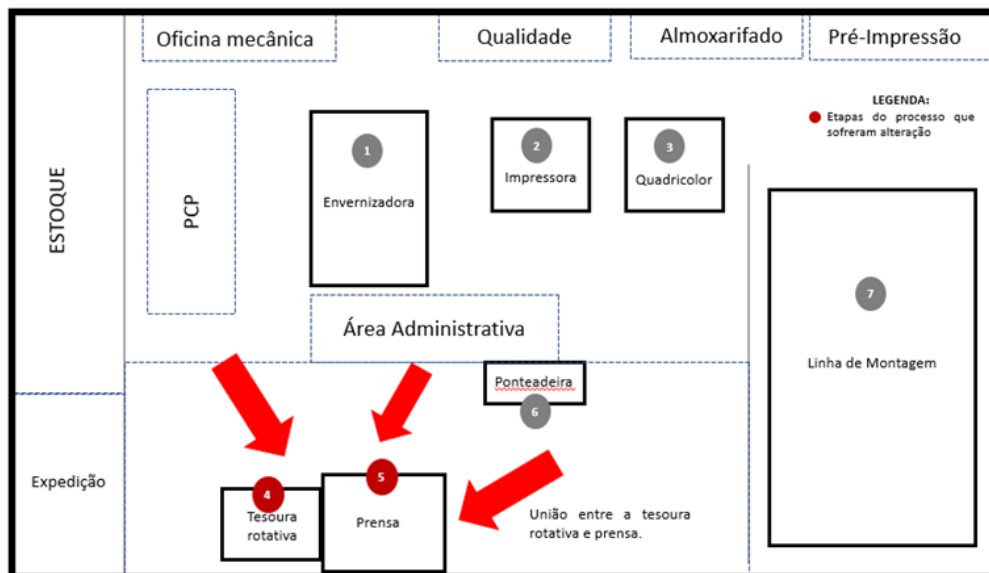 Oficina mecânica
Qualidade
Almoxarifado
Pré-Impressão
LEGENDA:
Etapas do processo que
sofreram alteração
ESTOQUE
PCP
1
Envernizadora
2
Impressora
3
Quadricolor
7
Linha de Montagem
Área Administrativa
Ponteadeira
6
Expedição
4
Tesoura
rotativa
5
Prensa
União entre a tesoura
rotativa e prensa.